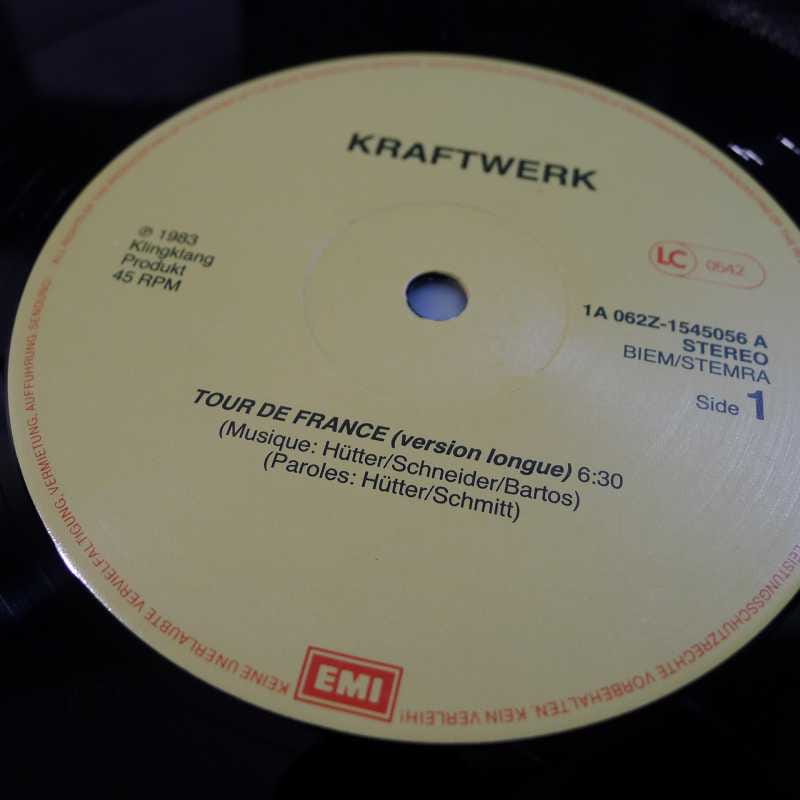 KRAFTWERK
℗ 1983
Klingklang
Produkt
45 RPM
LC 0542
1A 062Z-1545056 A
STEREO
BIEM/STEMRA
Side 1
TOUR DE FRANCE (version longue) 6:30
(Musique: Hütter/Schneider/Bartos)
(Paroles: Hütter/Schmitt)
EMI
LEISTUNGSSCHUTZRECHTE VORBEHALTEN. KEIN VERLEIH!
KEINE UNERLAUBTE VERVIELFÄLTIGUNG, VERMIETUNG, AUFFÜHRUNG, SENDUNG!